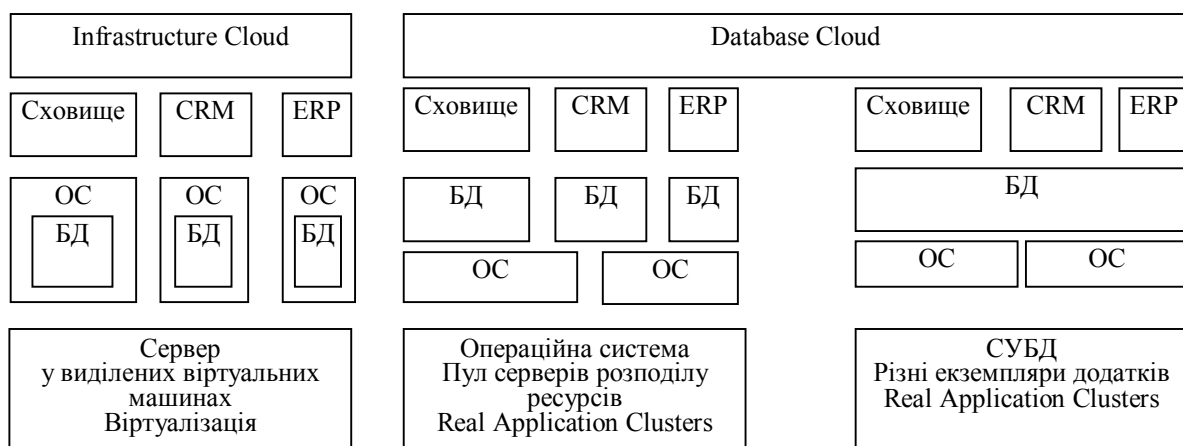 Infrastructure Cloud
Database Cloud
Сховище
CRM
ERP
Сховище
CRM
ERP
Сховище
CRM
ERP
ОС
БД
ОС
БД
ОС
БД
БД
БД
БД
ОС
ОС
БД
ОС
ОС
Сервер
у виділених віртуальних
машинах
Віртуалізація
Операційна система
Пул серверів розподілу
ресурсів
Real Application Clusters
СУБД
Різні екземпляри додатків
Real Application Clusters